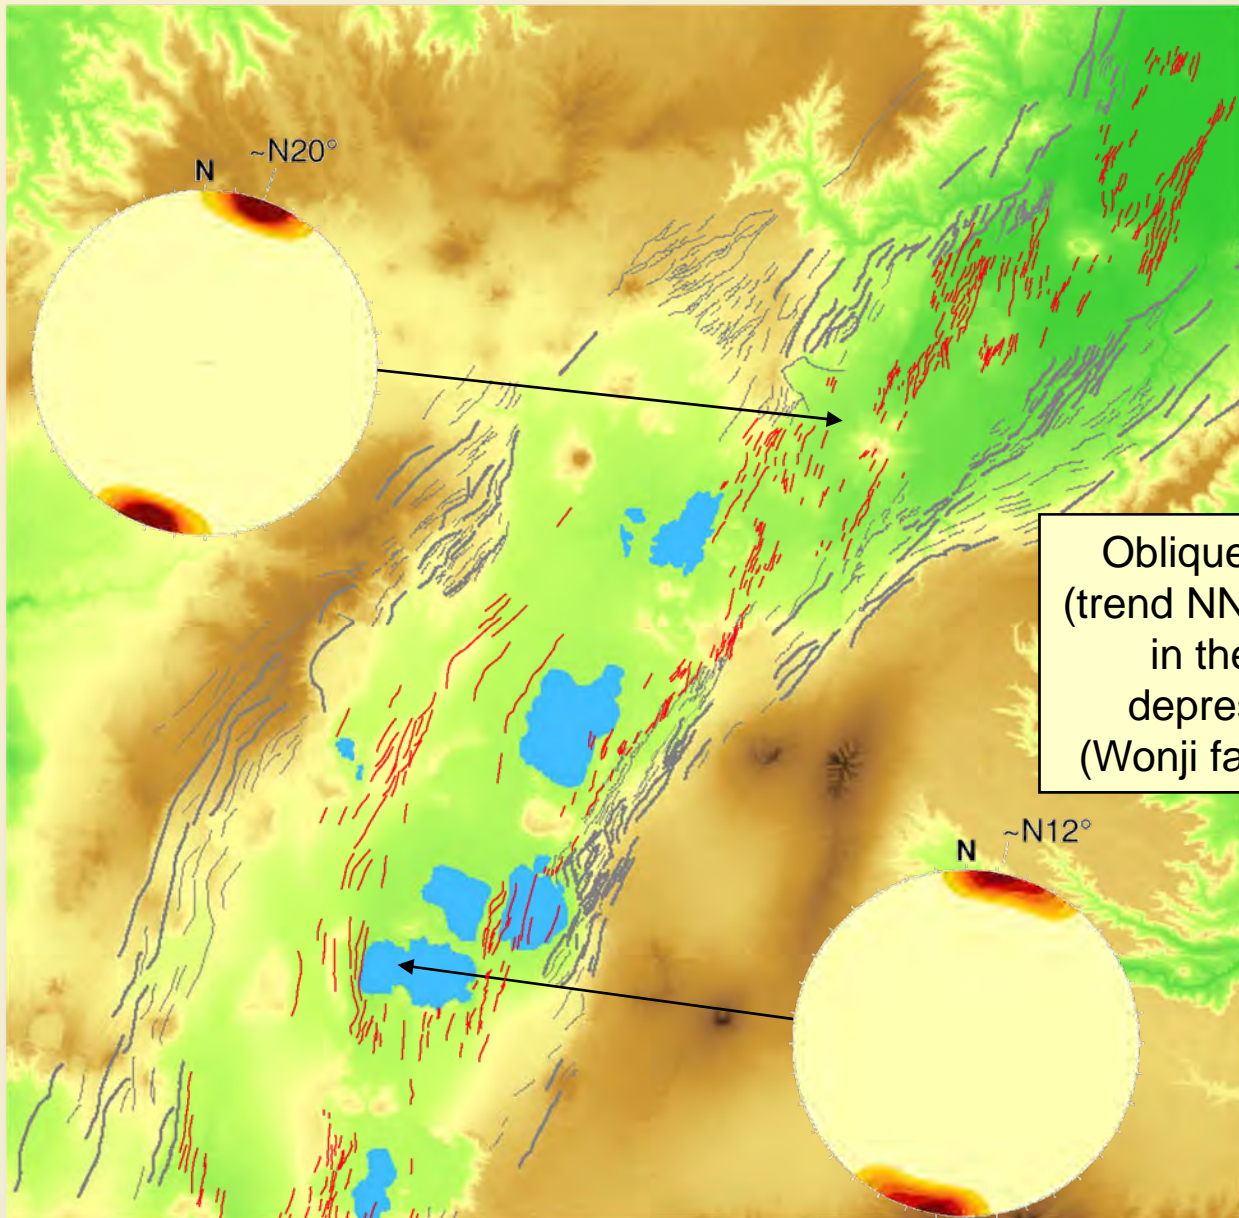 N ~N20°
Oblique
(trend NN
in the
depres
(Wonji fa
N ~N12°